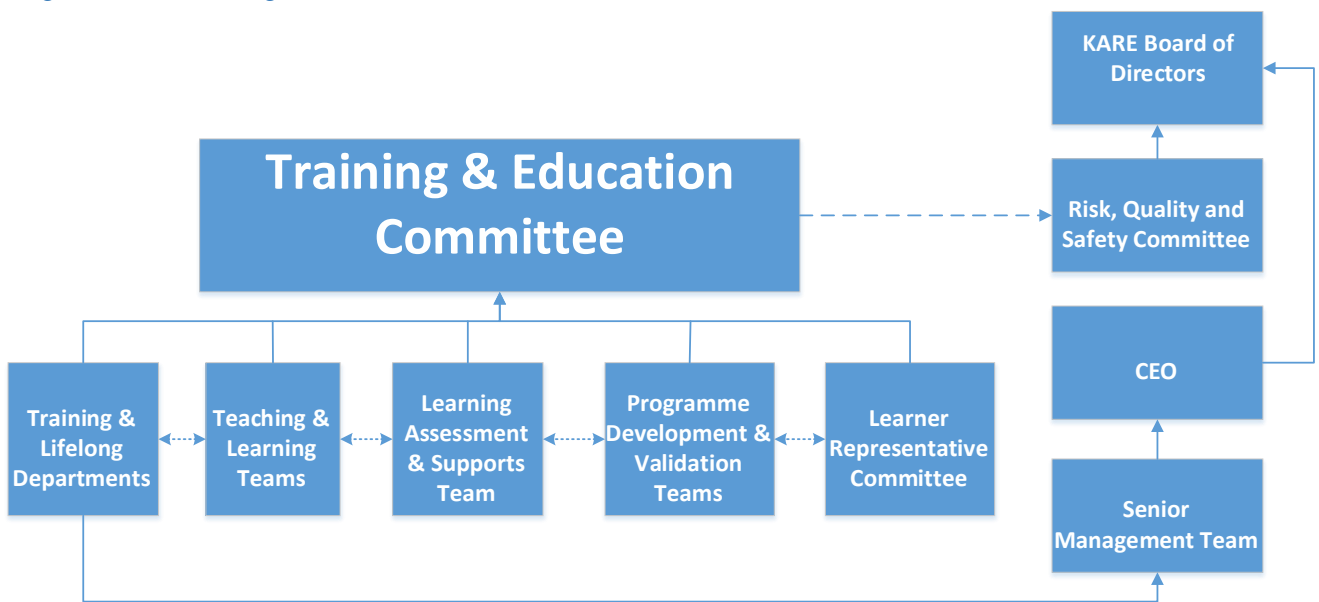 KARE Board of
Directors
Training & Education
Committee
Risk, Quality and
Safety Committee
CEO
Training &
Lifelong
Departments
Teaching &
Learning
Teams
Learning
Assessment
& Supports
Team
Programme
Development &
Validation
Teams
Learner
Representative
Committee
Senior
Management Team